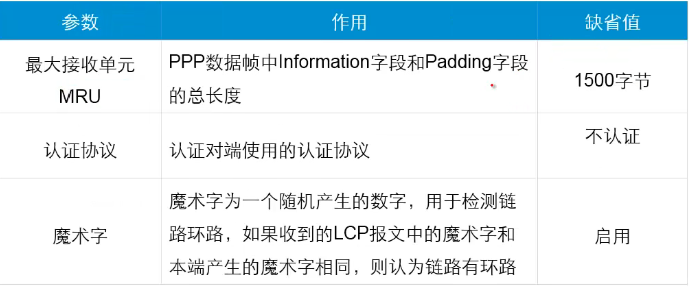 参数 作用 缺省值
最大接收单元
MRU
PPP数据帧中Information字段和Padding字段
的总长度
1500字节
认证协议 认证对端使用的认证协议 不认证
魔术字
魔术字为一个随机产生的数字，用于检测链
路环路，如果收到的LCP报文中的魔术字和
本端产生的魔术字相同，则认为链路有环路
启用